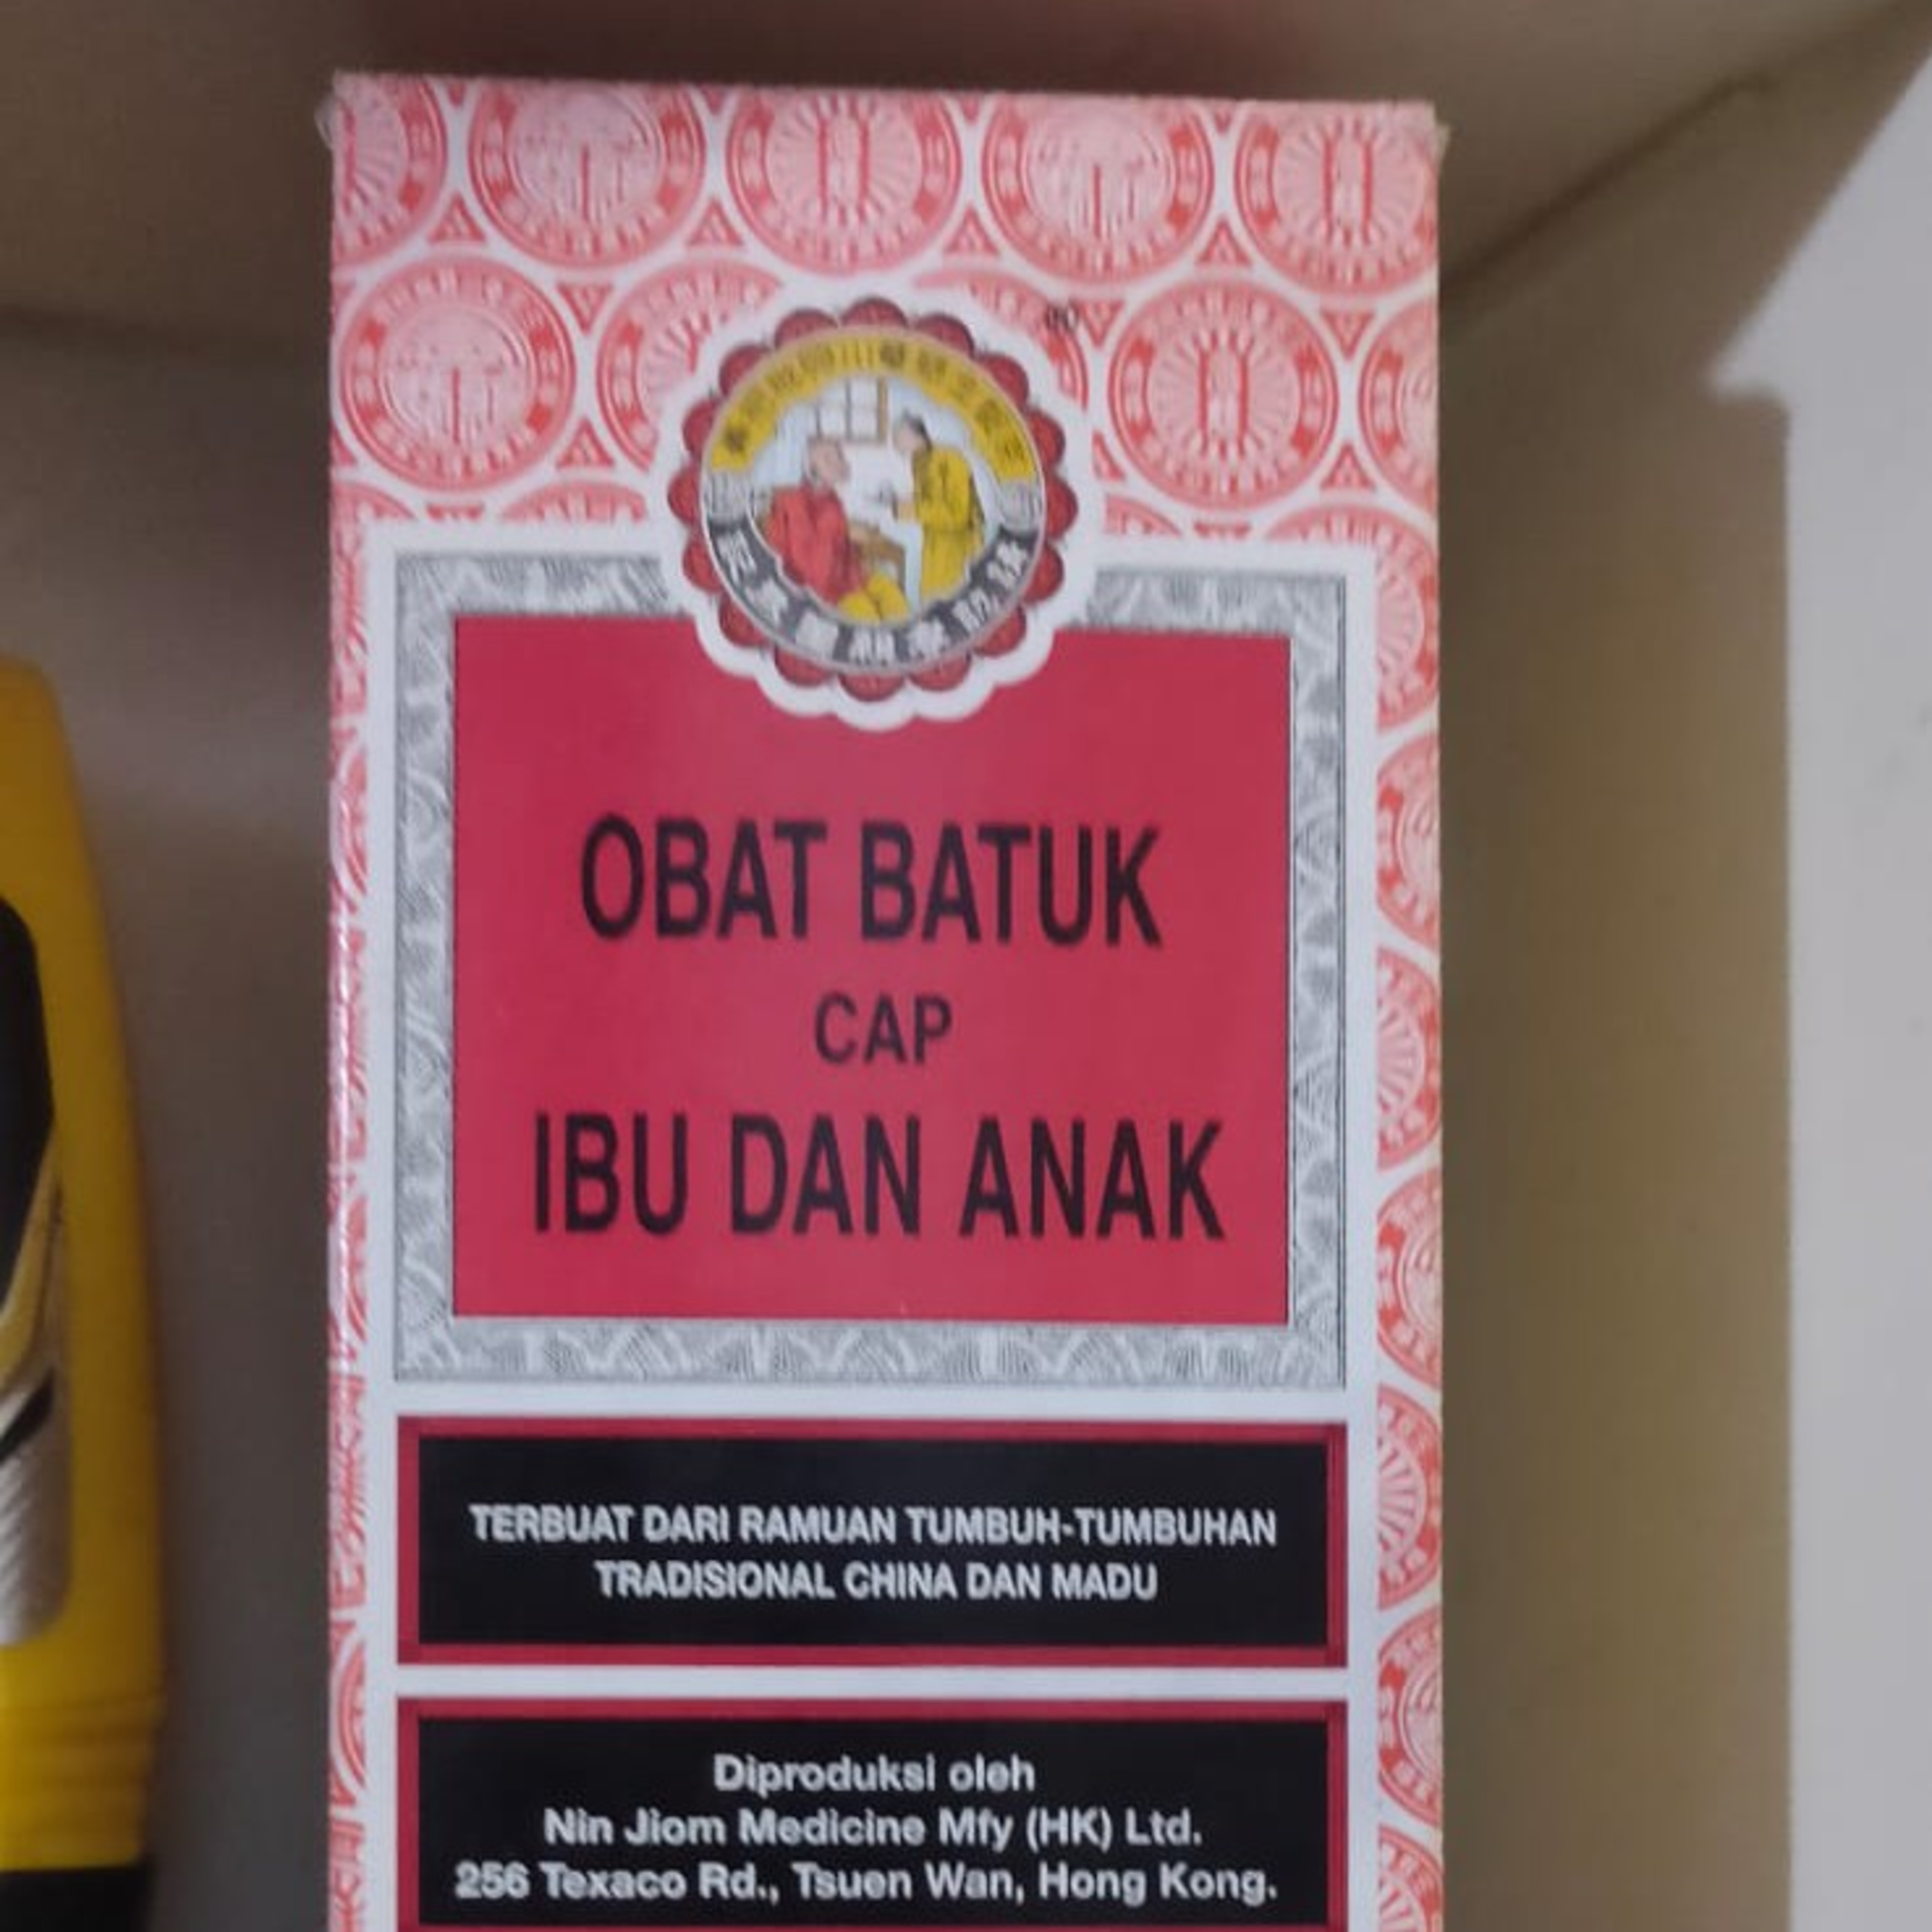 OBAT BATUK
CAP
IBU DAN ANAK
TERBUAT DARI RAMUAN TUMBUH-TUMBUHAN
TRADISIONAL CHINA DAN MADU
Diproduksi oleh
Nin Jiom Medicine Mfy (HK) Ltd.
256 Texaco Rd., Tsuen Wan, Hong Kong.